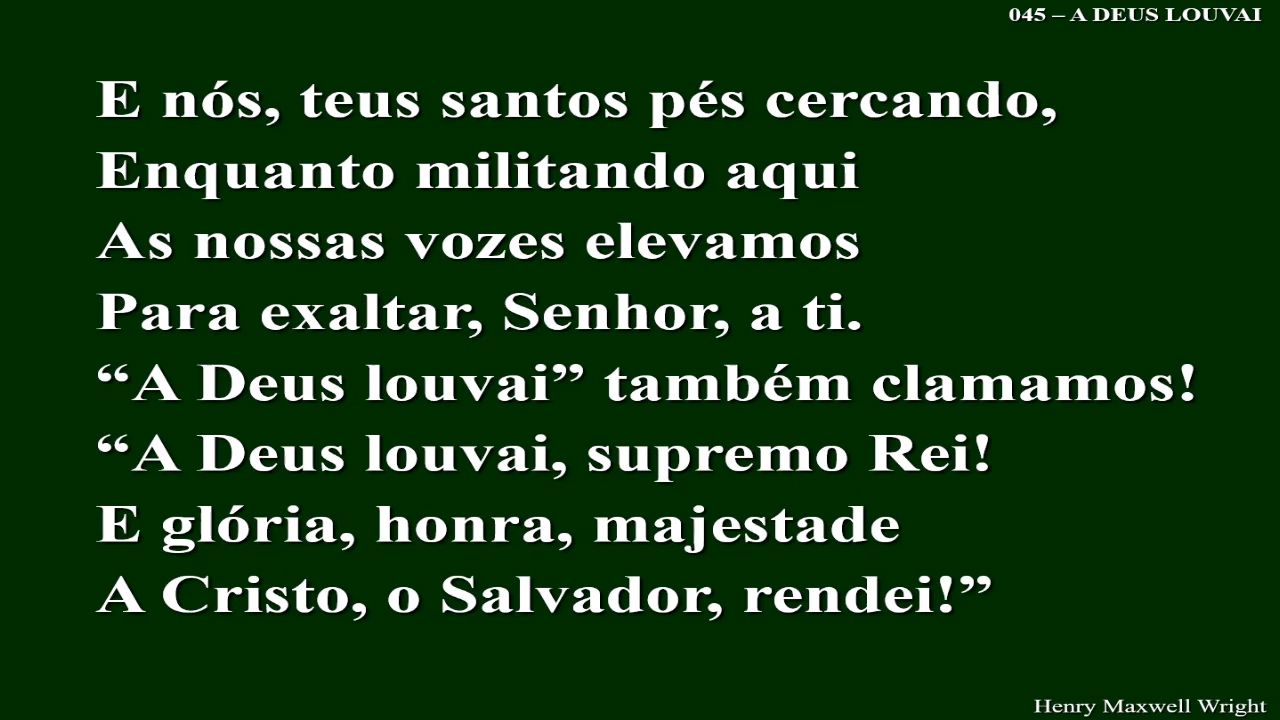 045 – A DEUS LOUVAI
E nós, teus santos pés cercando,
Enquanto militando aqui
As nossas vozes elevamos
Para exaltar, Senhor, a ti.
“A Deus louvai” também clamamos!
“A Deus louvai, supremo Rei!
E glória, honra, majestade
A Cristo, o Salvador, rendei!”
Henry Maxwell Wright